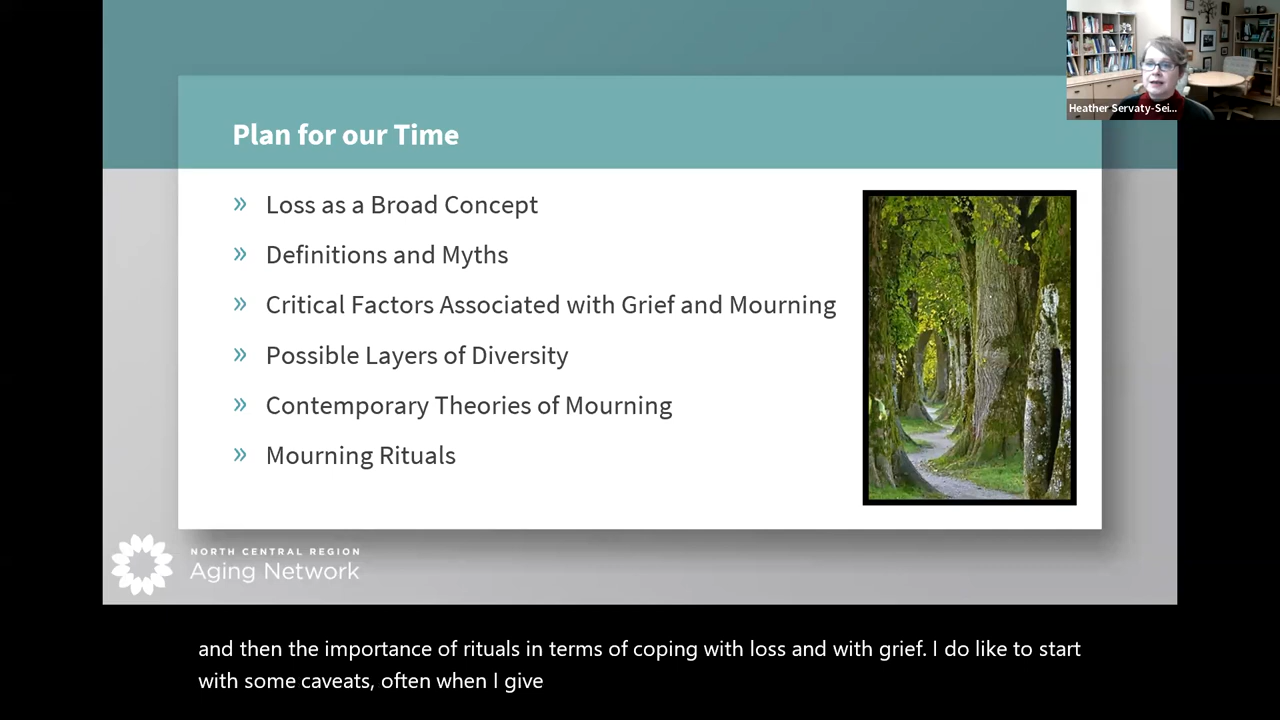 Heather Servaty-Sei...
Plan for our Time
» Loss as a Broad Concept
» Definitions and Myths
» Critical Factors Associated with Grief and Mourning
» Possible Layers of Diversity
» Contemporary Theories of Mourning
» Mourning Rituals
NORTH CENTRAL REGION
Aging Network
and then the importance of rituals in terms of coping with loss and with grief. I do like to start
with some caveats, often when I give